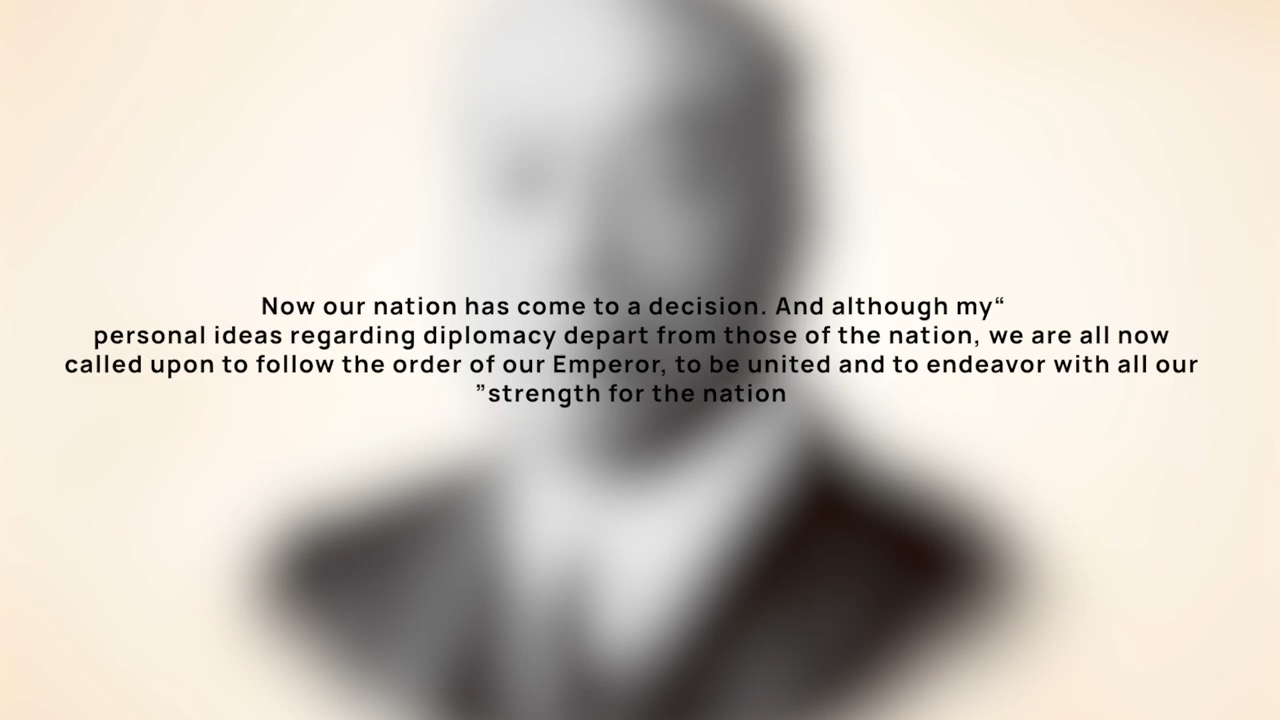 Now our nation has come to a decision. And although my“
personal ideas regarding diplomacy depart from those of the nation, we are all now
called upon to follow the order of our Emperor, to be united and to endeavor with all our
”strength for the nation